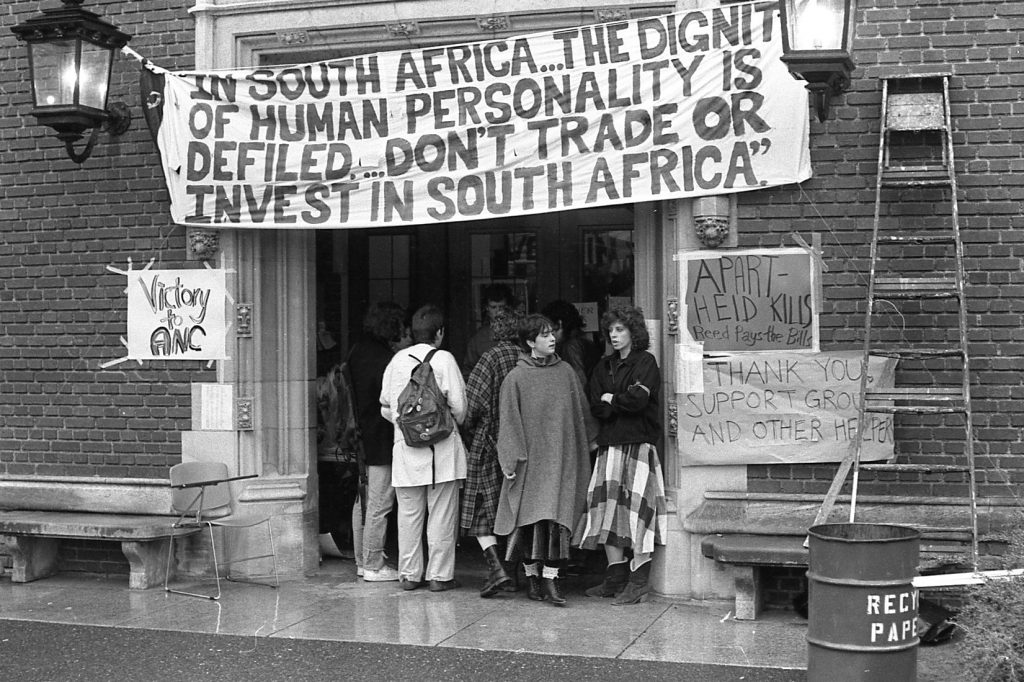 IN SOUTH AFRICA...THE DIGNIT
OF HUMAN PERSONALITY IS
DEFILED....DON'T TRADE OR
INVEST IN SOUTH AFRICA"
Victory
to
ANC
APART-
HEID KILLS
Reed Pays the Bills
THANK YOU
SUPPORT GROU
AND OTHER HELPER
RECY
PAPE